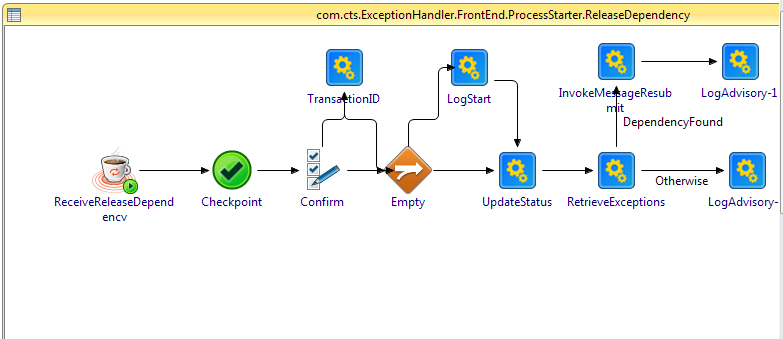 com.cts.ExceptionHandler.FrontEnd.ProcessStarter.ReleaseDependency
TransactionID
LogStart
InvokeMessageResub
mit
LogAdvisory-1
DependencyFound
ReceiveReleaseDepend
ency
Checkpoint
Confirm
Empty
UpdateStatus
RetrieveExceptions
Otherwise
LogAdvisory-